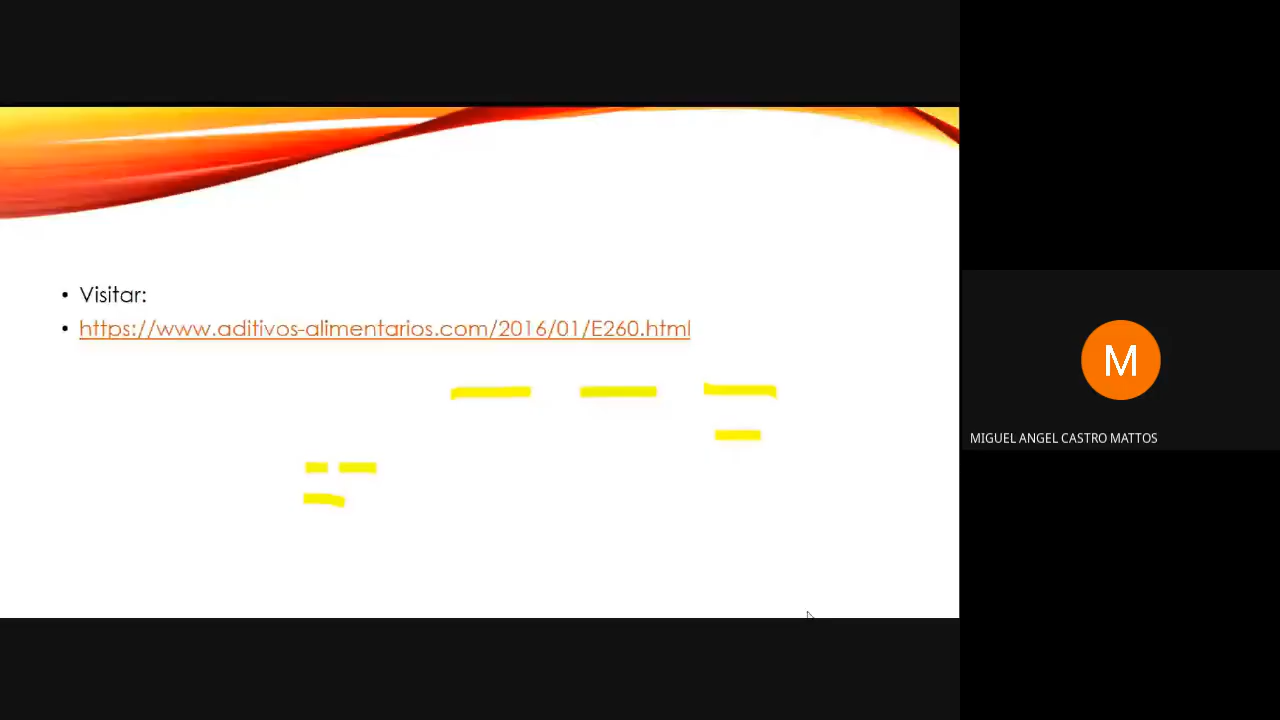 • Visitar:
• https://www.aditivos-alimentarios.com/2016/01/E260.html
M
MIGUEL ANGEL CASTRO MATTOS